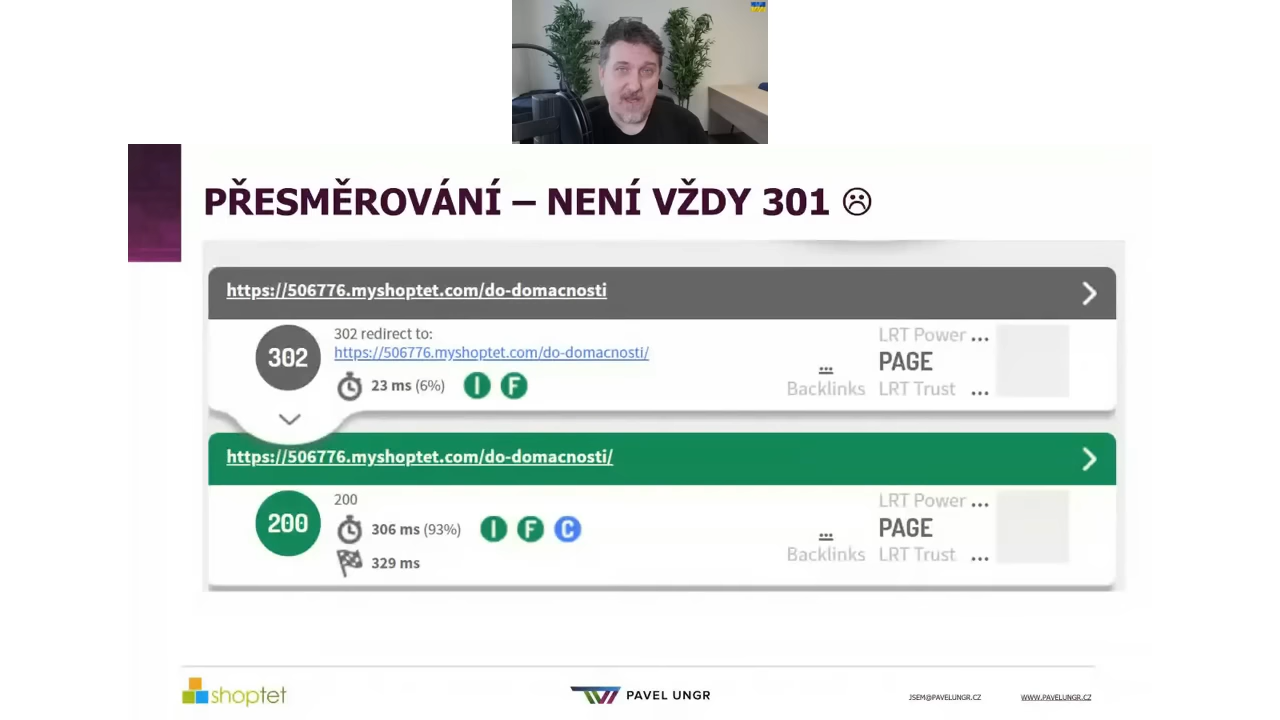 PŘESMĚROVÁNÍ – NENÍ VŽDY 301 ☹
https://506776.myshoptet.com/do-domacnosti
302
302 redirect to:
https://506776.myshoptet.com/do-domacnosti/
23 ms (6%)
I F
...
Backlinks
LRT Power ...
PAGE
LRT Trust ...
https://506776.myshoptet.com/do-domacnosti/
200
200
306 ms (93%)
I F C
329 ms
...
Backlinks
LRT Power ...
PAGE
LRT Trust ...
shoptet
PAVEL UNGR
JSEM@PAVELUNGR.CZ
WWW.PAVELUNGR.CZ